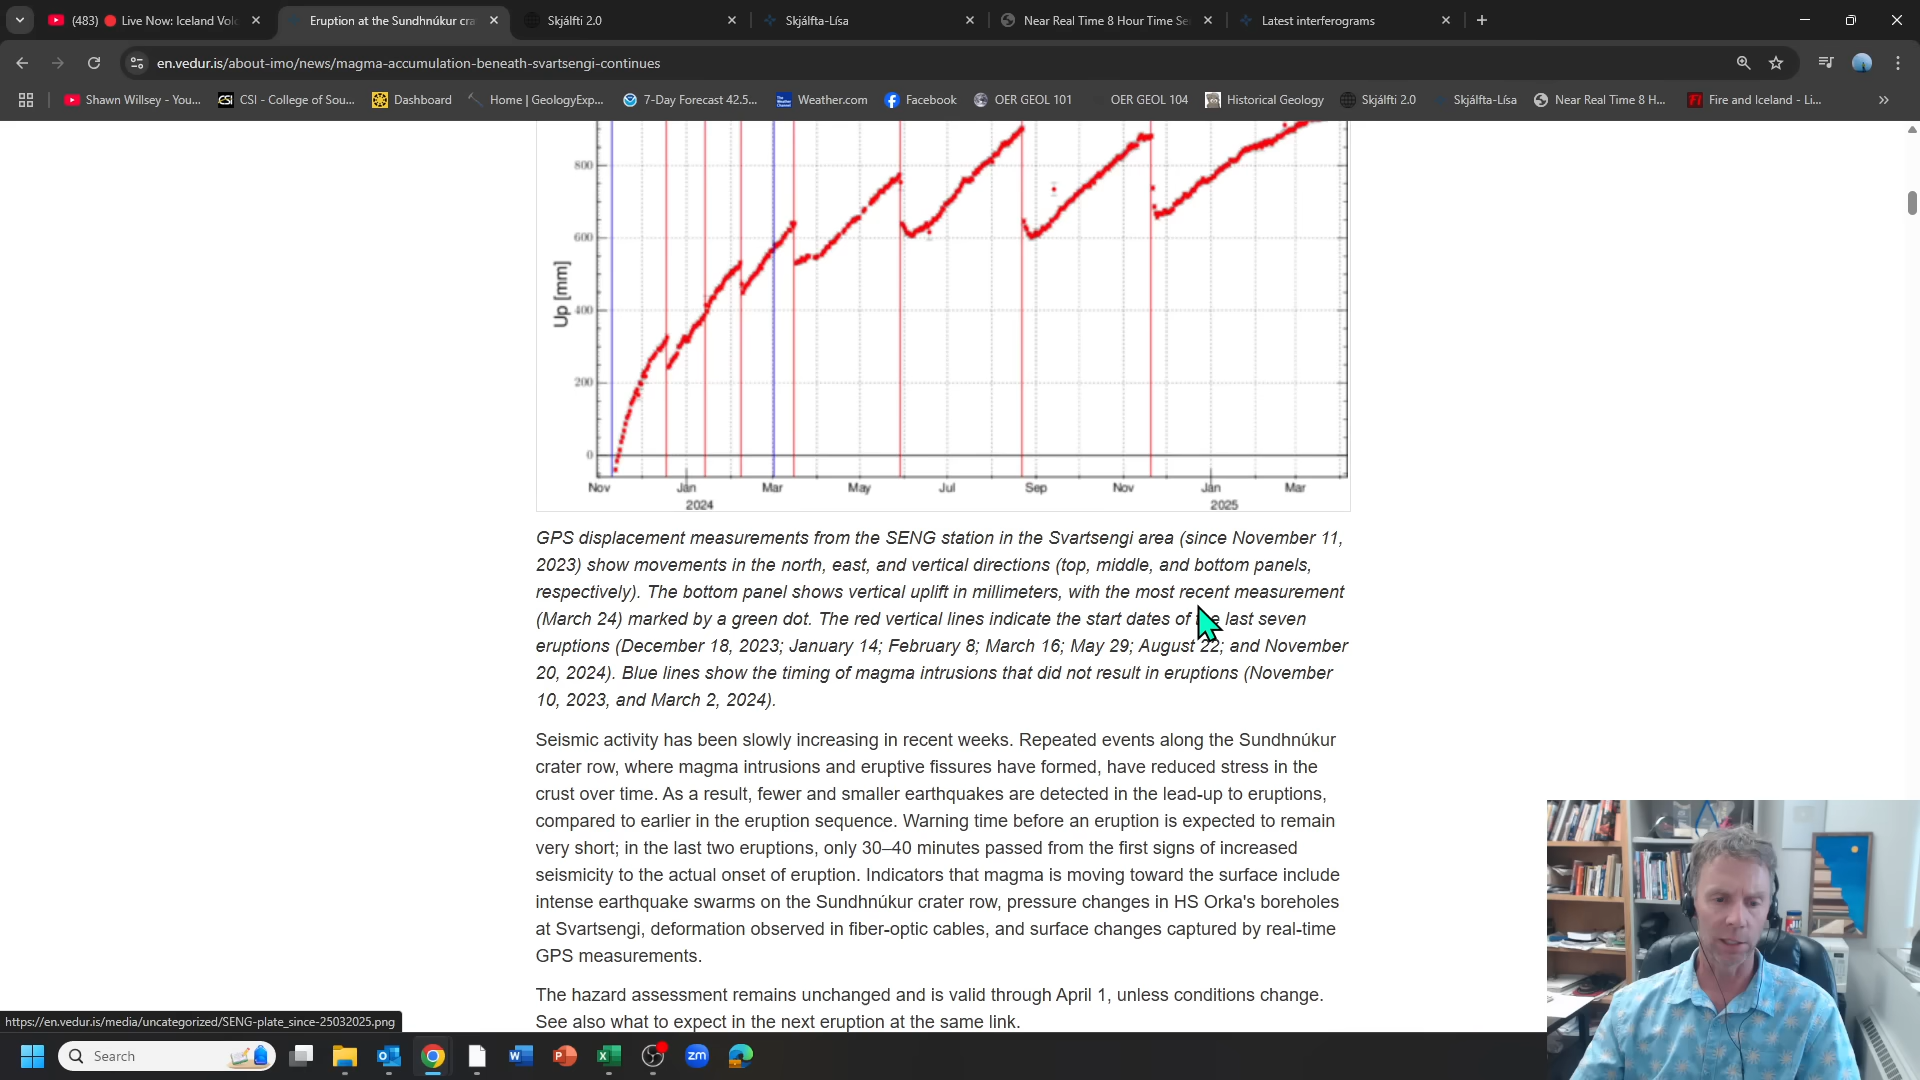 (483) 🔴 Live Now: Iceland Volc
Eruption at the Sundhnúkur cra
Skjálfti 2.0
Skjálfta-Lísa
Near Real Time 8 Hour Time Se
Latest interferograms
en.vedur.is/about-imo/news/magma-accumulation-beneath-svartsengi-continues
Shawn Willsey - You...
CSI - College of Sou...
Dashboard
Home | GeologyExp...
7-Day Forecast 42.5...
Weather.com
Facebook
OER GEOL 101
OER GEOL 104
Historical Geology
Skjálfti 2.0
Skjálfta-Lísa
Near Real Time 8 H...
Fire and Iceland - Li...
800
600
400
200
0
Up [mm]
Nov Jan Mar May Jul Sep Nov Jan Mar
2024 2025
GPS displacement measurements from the SENG station in the Svartsengi area (since November 11,
2023) show movements in the north, east, and vertical directions (top, middle, and bottom panels,
respectively). The bottom panel shows vertical uplift in millimeters, with the most recent measurement
(March 24) marked by a green dot. The red vertical lines indicate the start dates of the last seven
eruptions (December 18, 2023; January 14; February 8; March 16; May 29; August 22; and November
20, 2024). Blue lines show the timing of magma intrusions that did not result in eruptions (November
10, 2023, and March 2, 2024).
Seismic activity has been slowly increasing in recent weeks. Repeated events along the Sundhnúkur
crater row, where magma intrusions and eruptive fissures have formed, have reduced stress in the
crust over time. As a result, fewer and smaller earthquakes are detected in the lead-up to eruptions,
compared to earlier in the eruption sequence. Warning time before an eruption is expected to remain
very short; in the last two eruptions, only 30–40 minutes passed from the first signs of increased
seismicity to the actual onset of eruption. Indicators that magma is moving toward the surface include
intense earthquake swarms on the Sundhnúkur crater row, pressure changes in HS Orka's boreholes
at Svartsengi, deformation observed in fiber-optic cables, and surface changes captured by real-time
GPS measurements.
The hazard assessment remains unchanged and is valid through April 1, unless conditions change.
See also what to expect in the next eruption at the same link.
https://en.vedur.is/media/uncategorized/SENG-plate_since-25032025.png
Search
zm